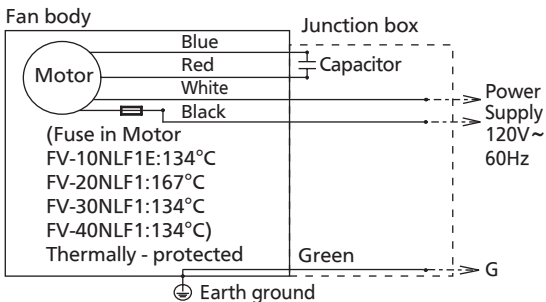 Fan body
Junction box
Blue
Red
Capacitor
Motor
White
Black
Power
Supply
120V~
60Hz
(Fuse in Motor
FV-10NLF1E:134°C
FV-20NLF1:167°C
FV-30NLF1:134°C
FV-40NLF1:134°C)
Thermally - protected
Green
G
Earth ground